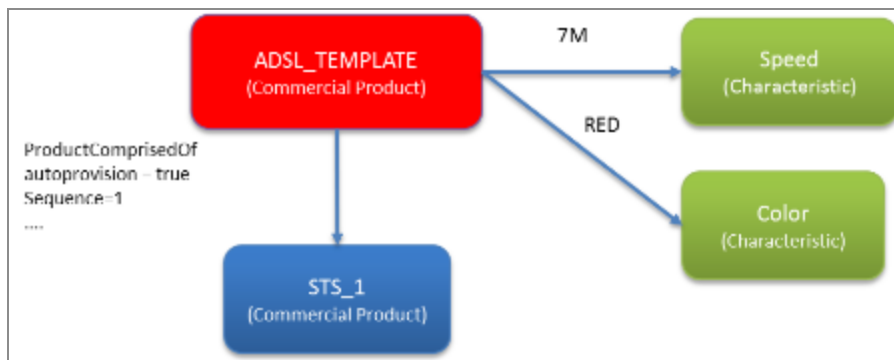 ADSL_TEMPLATE
(Commercial Product)
7M
Speed
(Characteristic)
RED
ProductComprisedOf
autoprovision – true
Sequence=1
....
Color
(Characteristic)
STS_1
(Commercial Product)